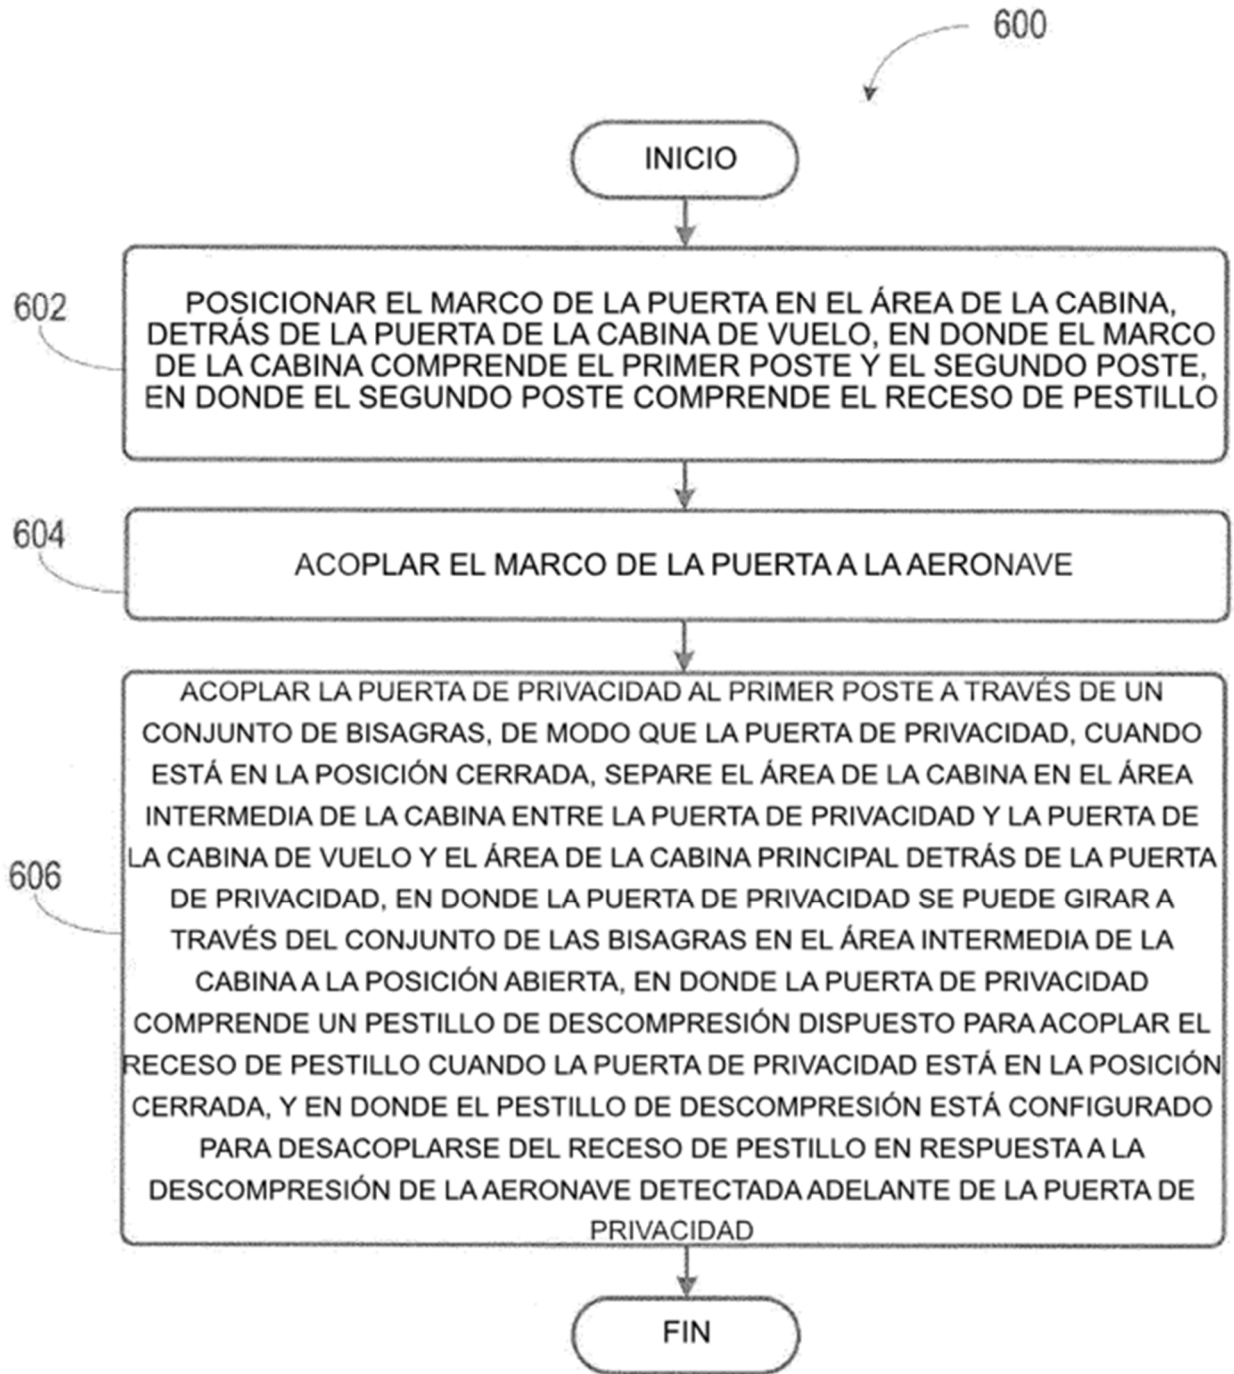 600
INICIO
602
POSICIONAR EL MARCO DE LA PUERTA EN EL ÁREA DE LA CABINA,
DETRÁS DE LA PUERTA DE LA CABINA DE VUELO, EN DONDE EL MARCO
DE LA CABINA COMPRENDE EL PRIMER POSTE Y EL SEGUNDO POSTE,
EN DONDE EL SEGUNDO POSTE COMPRENDE EL RECESO DE PESTILLO
604
ACOPLAR EL MARCO DE LA PUERTA A LA AERONAVE
606
ACOPLAR LA PUERTA DE PRIVACIDAD AL PRIMER POSTE A TRAVÉS DE UN
CONJUNTO DE BISAGRAS, DE MODO QUE LA PUERTA DE PRIVACIDAD, CUANDO
ESTÁ EN LA POSICIÓN CERRADA, SEPARE EL ÁREA DE LA CABINA EN EL ÁREA
INTERMEDIA DE LA CABINA ENTRE LA PUERTA DE PRIVACIDAD Y LA PUERTA DE
LA CABINA DE VUELO Y EL ÁREA DE LA CABINA PRINCIPAL DETRÁS DE LA PUERTA
DE PRIVACIDAD, EN DONDE LA PUERTA DE PRIVACIDAD SE PUEDE GIRAR A
TRAVÉS DEL CONJUNTO DE LAS BISAGRAS EN EL ÁREA INTERMEDIA DE LA
CABINA A LA POSICIÓN ABIERTA, EN DONDE LA PUERTA DE PRIVACIDAD
COMPRENDE UN PESTILLO DE DESCOMPRESIÓN DISPUESTO PARA ACOPLAR EL
RECESO DE PESTILLO CUANDO LA PUERTA DE PRIVACIDAD ESTÁ EN LA POSICIÓN
CERRADA, Y EN DONDE EL PESTILLO DE DESCOMPRESIÓN ESTÁ CONFIGURADO
PARA DESACOPLARSE DEL RECESO DE PESTILLO EN RESPUESTA A LA
DESCOMPRESIÓN DE LA AERONAVE DETECTADA ADELANTE DE LA PUERTA DE
PRIVACIDAD
FIN